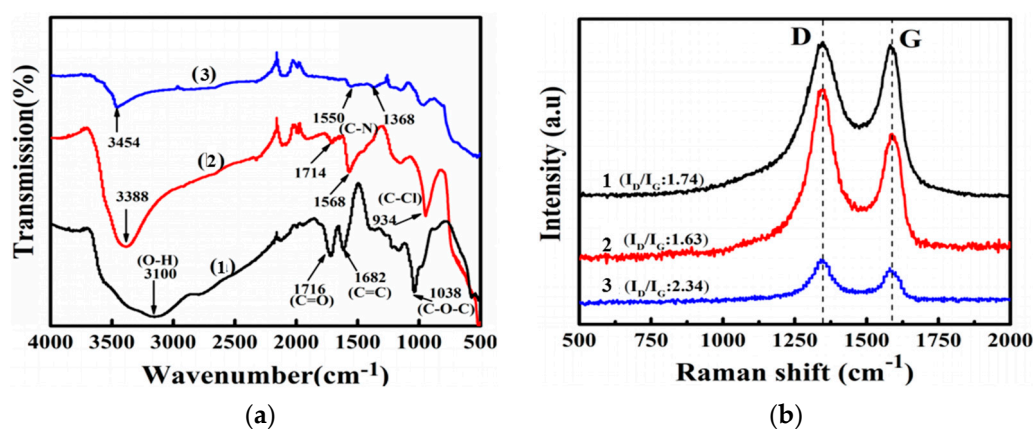 Transmission(%)
(3)
3454
1550
(C-N)
1368
(2)
3388
1714
1568
(C-Cl)
934
(O-H)
3100
(1)
1716
(C=O)
1682
(C=C)
1038
(C-O-C)
4000 3500 3000 2500 2000 1500 1000 500
Wavenumber(cm⁻¹)
(a)
Intensity (a.u)
D G
1 (I_D/I_G:1.74)
2 (I_D/I_G:1.63)
3 (I_D/I_G:2.34)
500 750 1000 1250 1500 1750 2000
Raman shift (cm⁻¹)
(b)